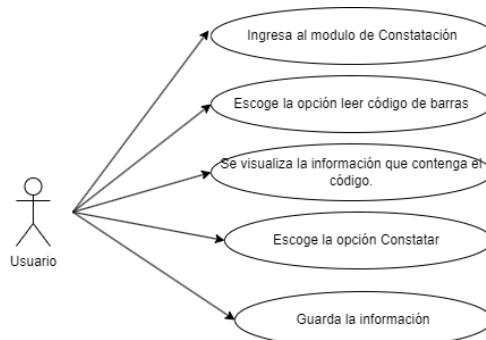 Ingresa al modulo de Constatación
Escoge la opción leer código de barras
Se visualiza la información que contenga el
código.
Escoge la opción Constatar
Usuario
Guarda la información